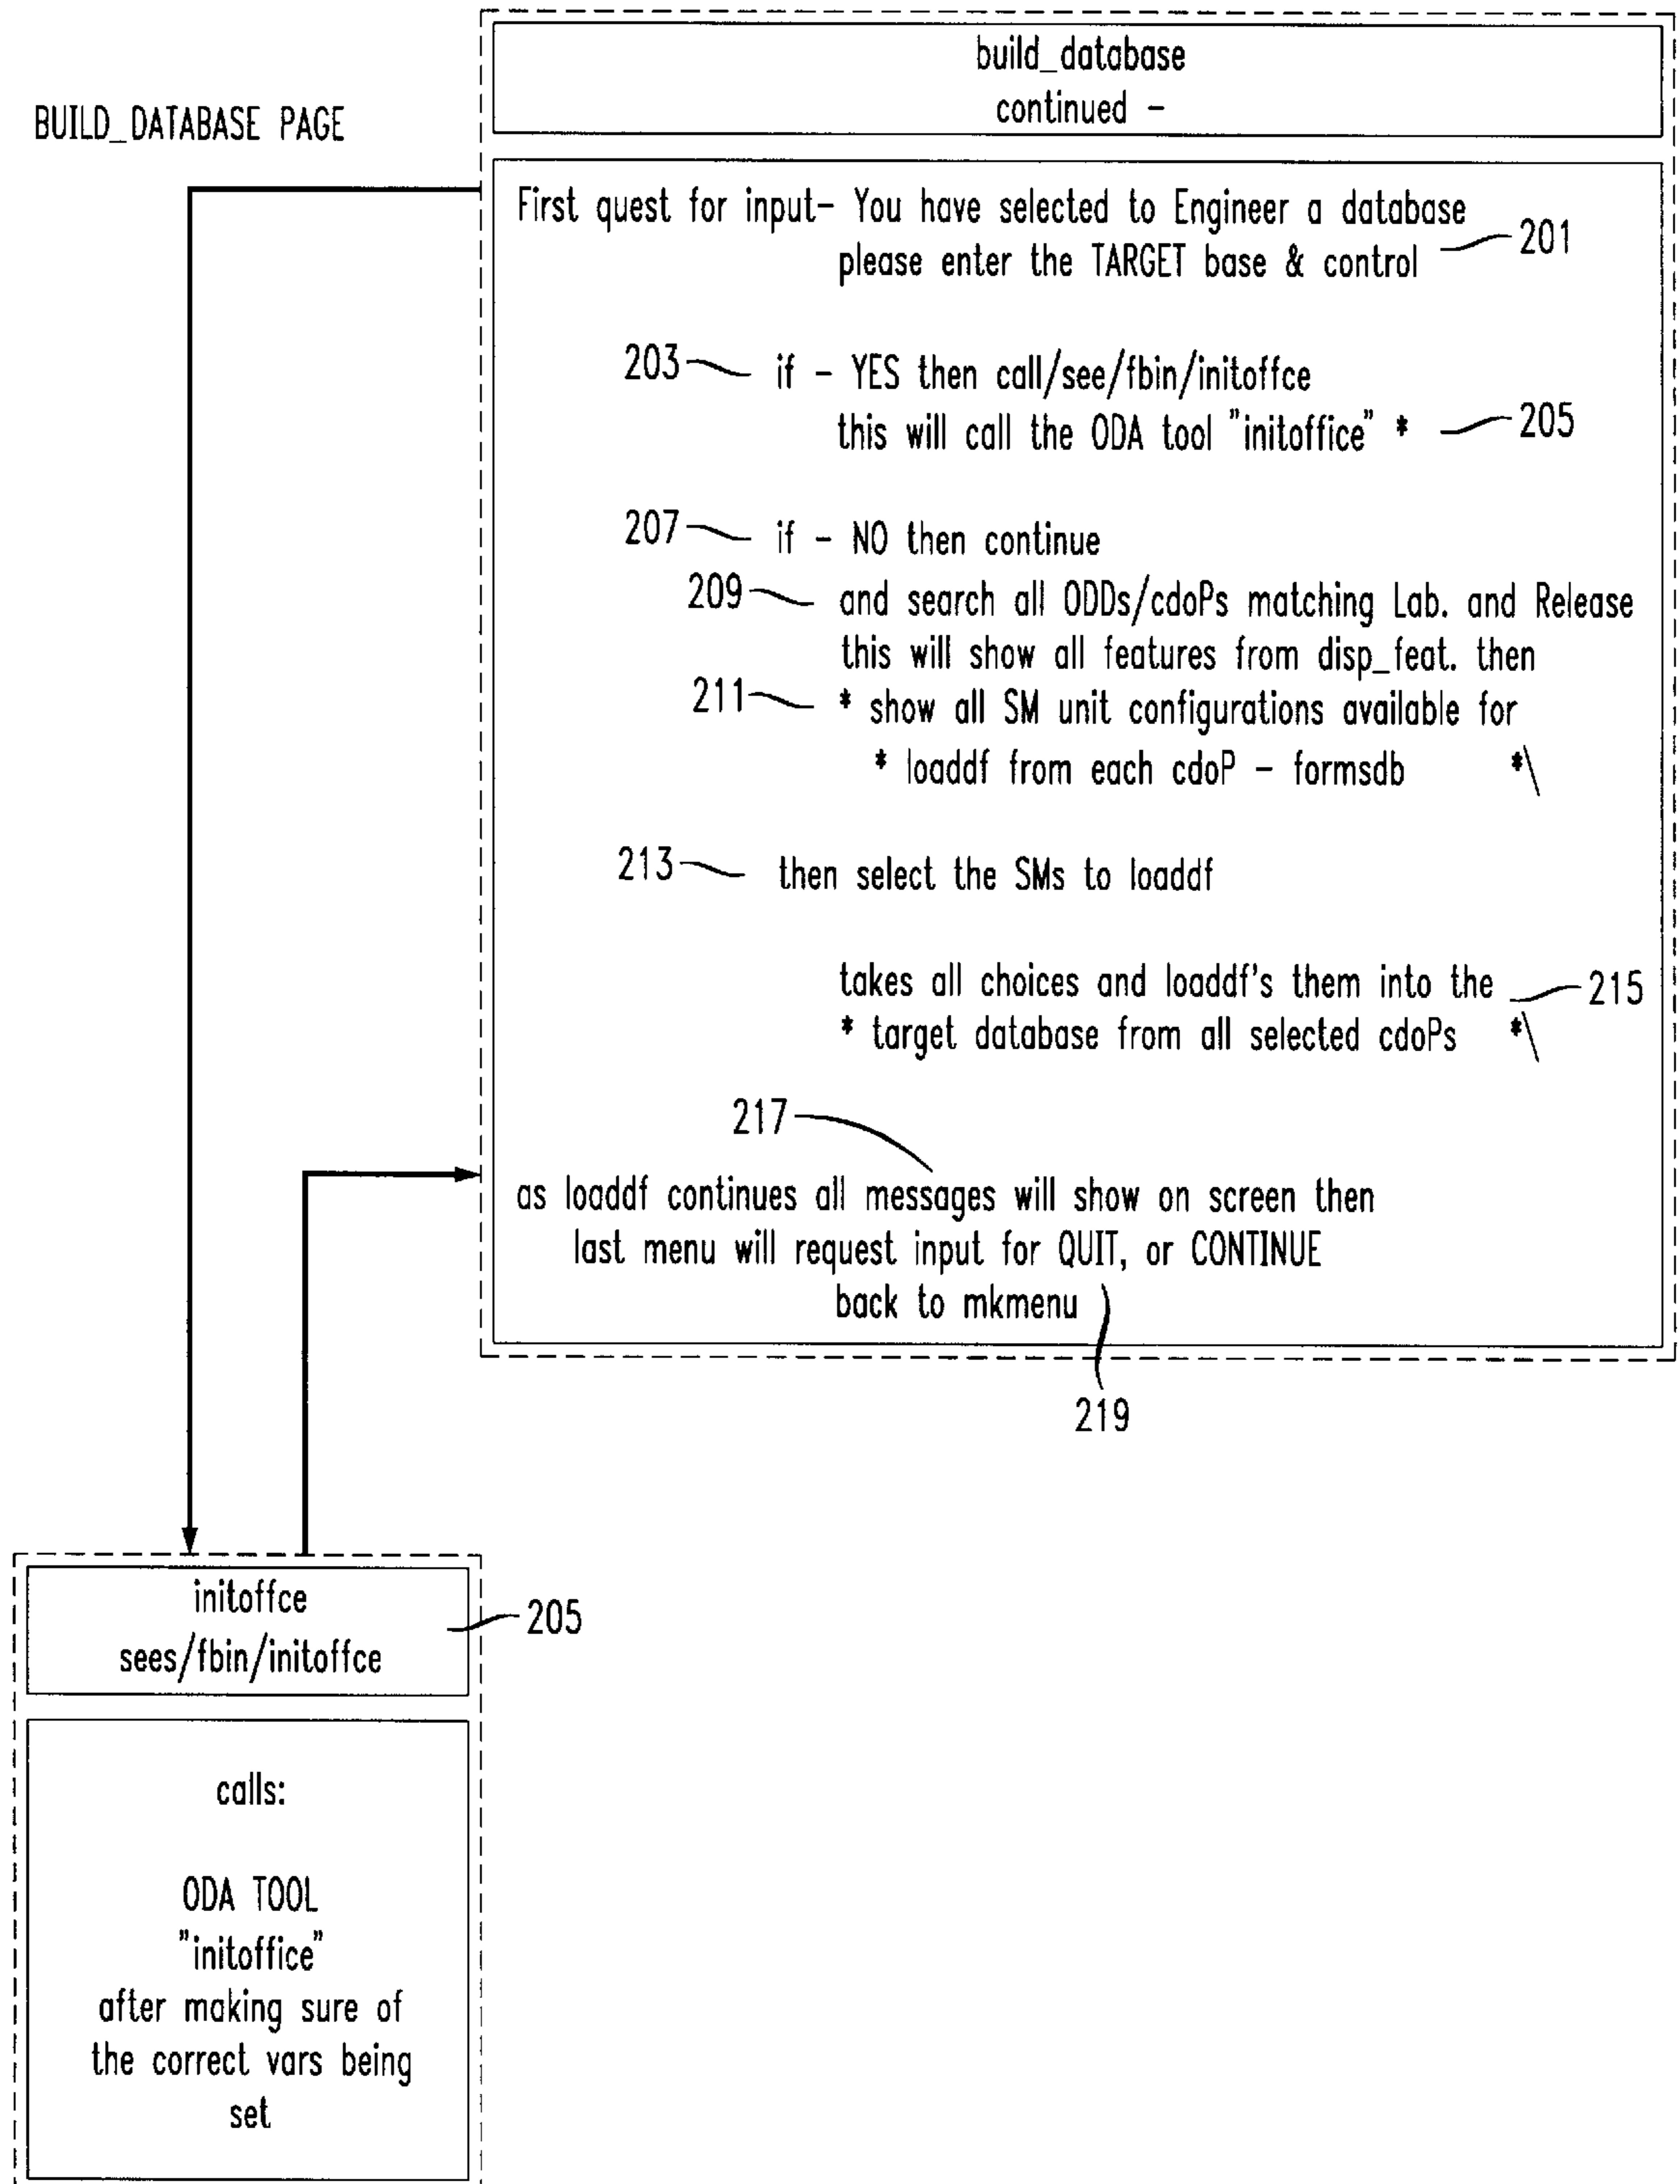 build_database
continued –
BUILD_DATABASE PAGE
First quest for input– You have selected to Engineer a database
please enter the TARGET base & control
201
203
if – YES then call/see/fbin/initoffce
this will call the ODA tool "initoffice" *
205
207
if – NO then continue
209
and search all ODDs/cdoPs matching Lab. and Release
this will show all features from disp_feat. then
211
* show all SM unit configurations available for
* loaddf from each cdoP – formsdb *\
213
then select the SMs to loaddf
takes all choices and loaddf's them into the
215
* target database from all selected cdoPs *\
217
as loaddf continues all messages will show on screen then
last menu will request input for QUIT, or CONTINUE
back to mkmenu
219
initoffce
sees/fbin/initoffce
205
calls:
ODA TOOL
"initoffice"
after making sure of
the correct vars being
set